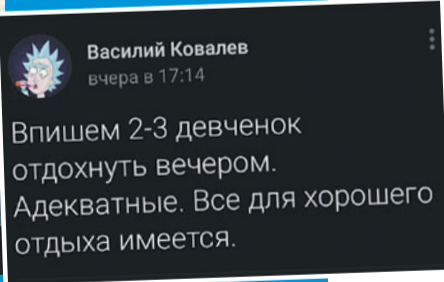 Василий Ковалев
вчера в 17:14
Впишем 2-3 девченок
отдохнуть вечером.
Адекватные. Все для хорошего
отдыха имеется.